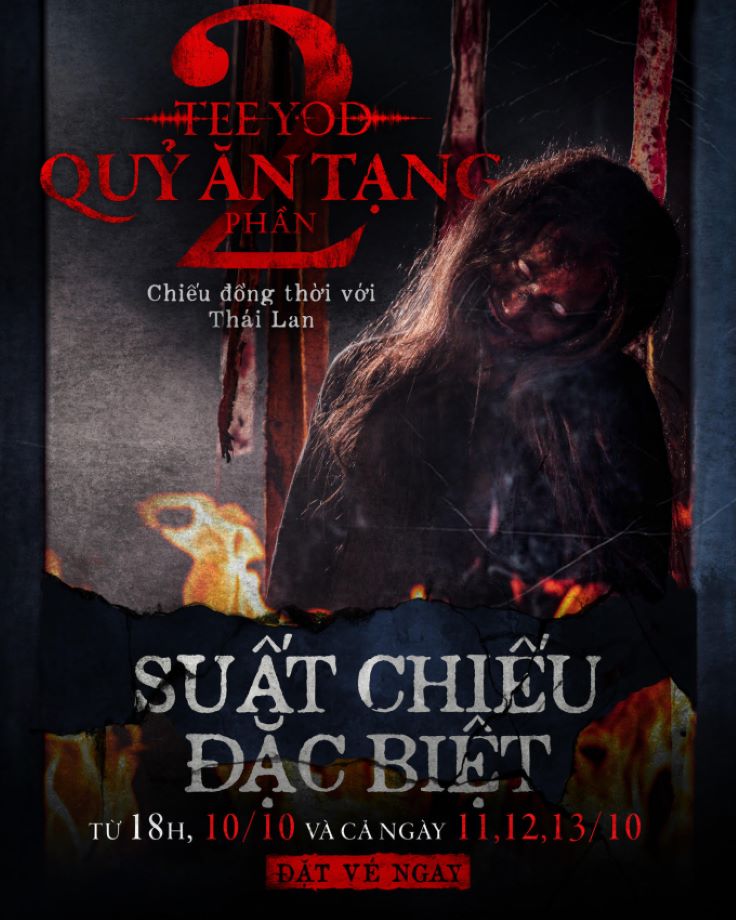 2
TEE YOD
QUỶ ĂN TẠNG
PHẦN
Chiếu đồng thời với
Thái Lan
SUẤT CHIẾU
ĐẶC BIỆT
TỪ 18H, 10/10 VÀ CẢ NGÀY 11,12,13/10
ĐẶT VÉ NGAY